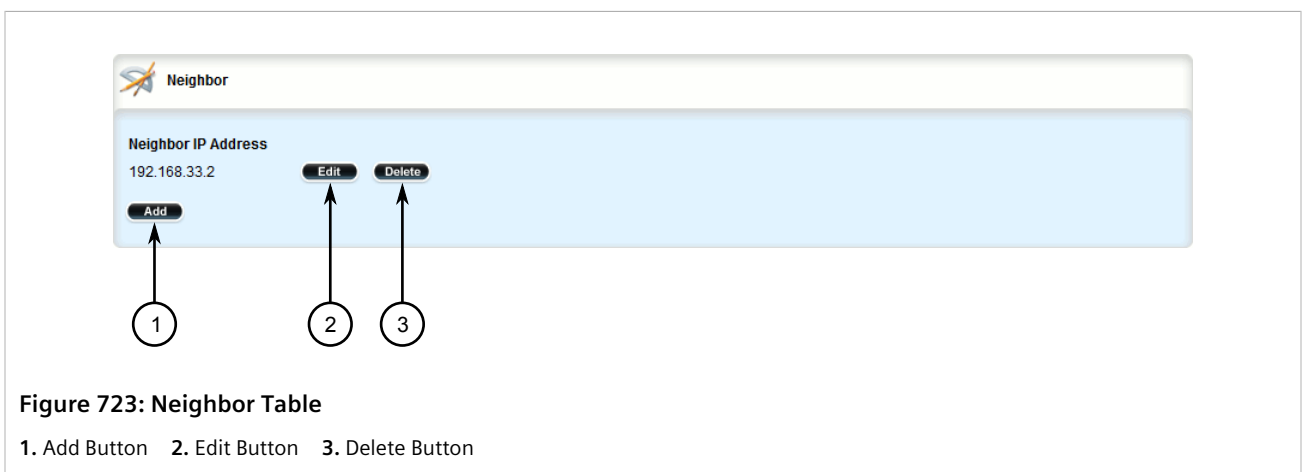 Neighbor
Neighbor IP Address
192.168.33.2 Edit Delete
Add
1 2 3
Figure 723: Neighbor Table
1. Add Button 2. Edit Button 3. Delete Button